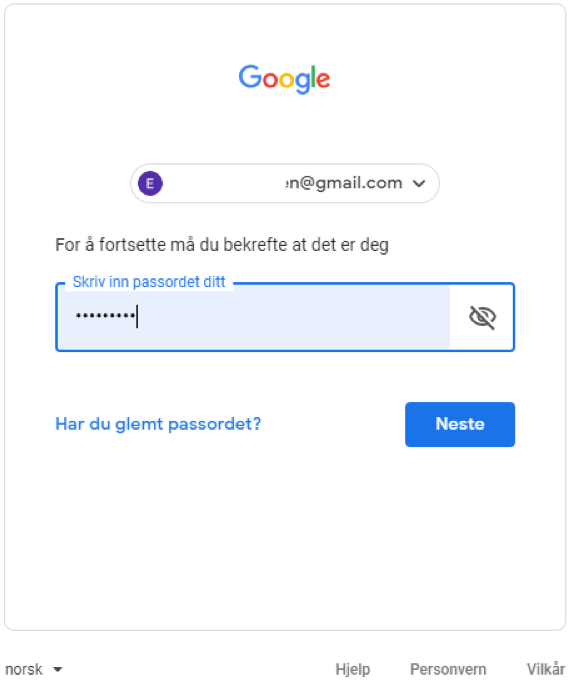 Google
E
n@gmail.com
For å fortsette må du bekrefte at det er deg
Skriv inn passordet ditt
•••••••••
Har du glemt passordet?
Neste
norsk
Hjelp
Personvern
Vilkår